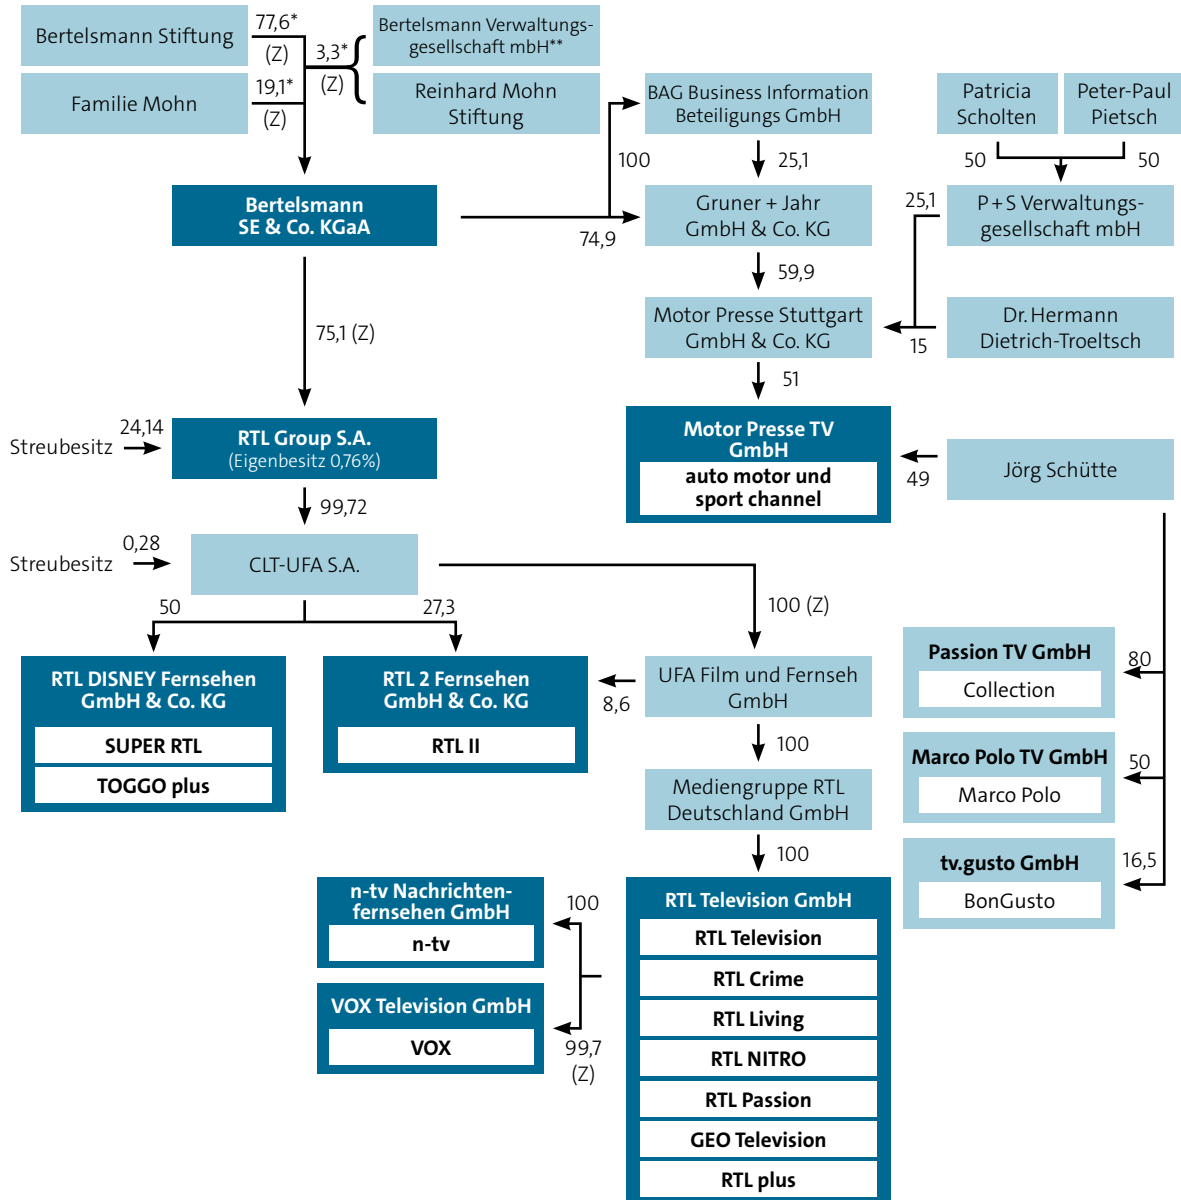 Bertelsmann Stiftung
77,6*
(Z)
3,3*
(Z)
Bertelsmann Verwaltungs-
gesellschaft mbH**
Familie Mohn
19,1*
(Z)
Reinhard Mohn
Stiftung
BAG Business Information
Beteiligungs GmbH
Patricia
Scholten
Peter-Paul
Pietsch
100
25,1
50
50
Bertelsmann
SE & Co. KGaA
74,9
Gruner + Jahr
GmbH & Co. KG
25,1
P + S Verwaltungs-
gesellschaft mbH
59,9
75,1 (Z)
Motor Presse Stuttgart
GmbH & Co. KG
15
Dr. Hermann
Dietrich-Troeltsch
51
Streubesitz
24,14
RTL Group S.A.
(Eigenbesitz 0,76%)
Motor Presse TV
GmbH
auto motor und
sport channel
49
Jörg Schütte
99,72
Streubesitz
0,28
CLT-UFA S.A.
50
27,3
100 (Z)
RTL DISNEY Fernsehen
GmbH & Co. KG
SUPER RTL
TOGGO plus
RTL 2 Fernsehen
GmbH & Co. KG
RTL II
8,6
UFA Film und Fernseh
GmbH
Passion TV GmbH
Collection
80
100
Mediengruppe RTL
Deutschland GmbH
Marco Polo TV GmbH
Marco Polo
50
100
tv.gusto GmbH
BonGusto
16,5
n-tv Nachrichten-
fernsehen GmbH
n-tv
100
VOX Television GmbH
VOX
99,7
(Z)
RTL Television GmbH
RTL Television
RTL Crime
RTL Living
RTL NITRO
RTL Passion
GEO Television
RTL plus